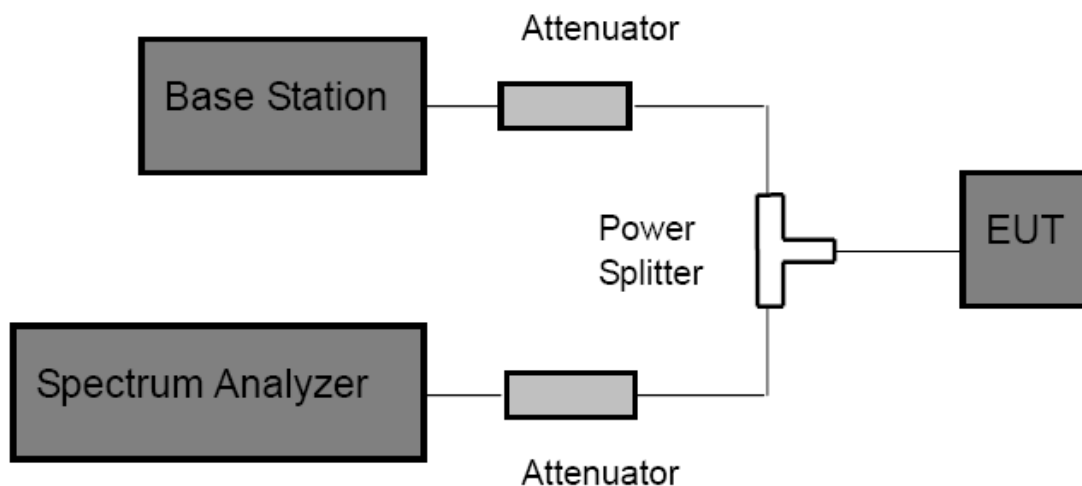 Attenuator
Base Station
Power
Splitter
EUT
Spectrum Analyzer
Attenuator